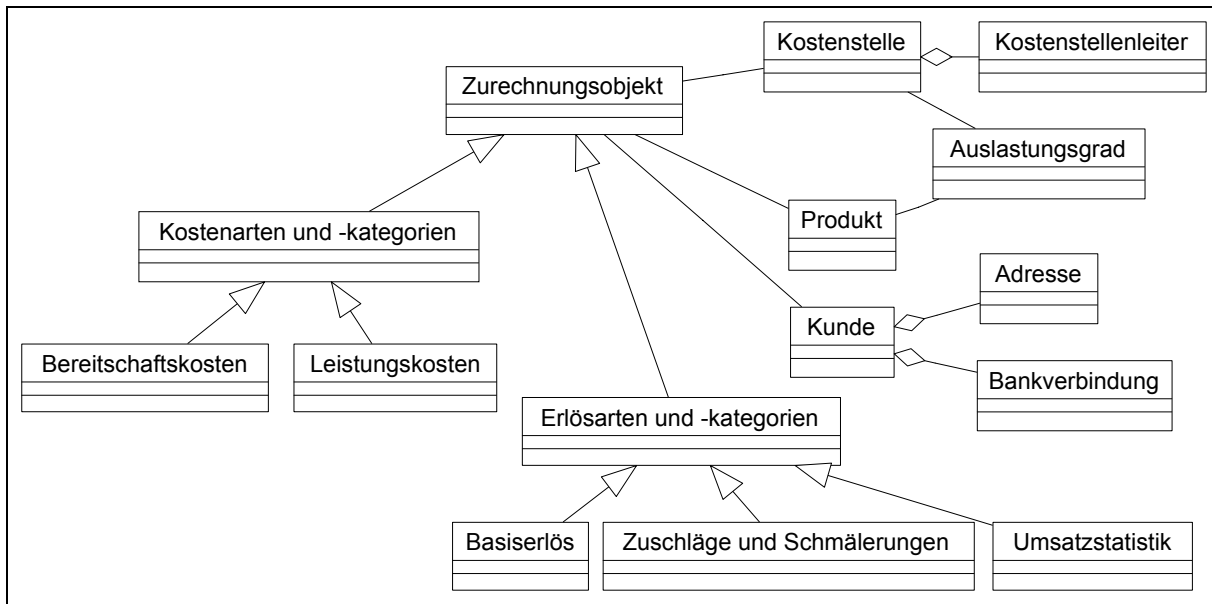 Kostenstelle
Kostenstellenleiter
Zurechnungsobjekt
Auslastungsgrad
Kostenarten und -kategorien
Produkt
Adresse
Kunde
Bereitschaftskosten
Leistungskosten
Bankverbindung
Erlösarten und -kategorien
Basiserlös
Zuschläge und Schmälerungen
Umsatzstatistik